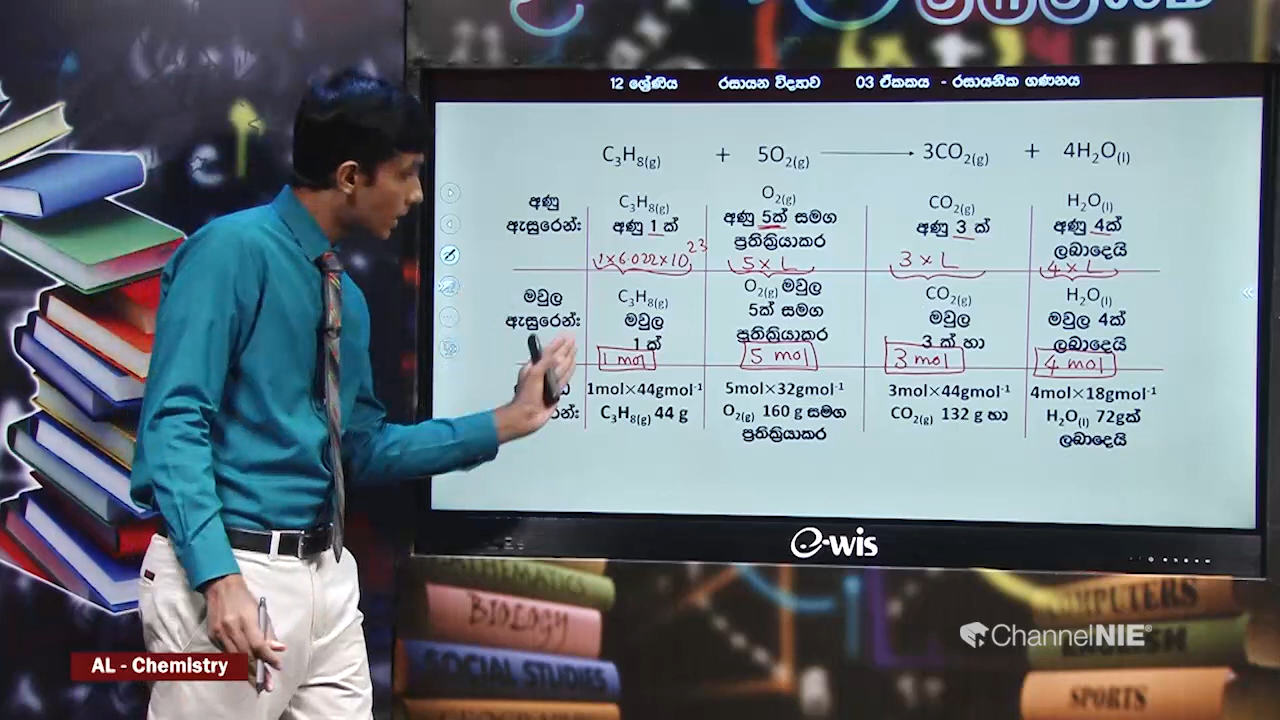 12 ශ්‍රේණිය රසායන විද්‍යාව 03 ඒකකය - රසායනික ගණනය
C₃H₈(g) + 5O₂(g) → 3CO₂(g) + 4H₂O(l)
අණු ඇසුරෙන්:
C₃H₈(g)
අණු 1 ක්
1×6.022×10²³
O₂(g)
අණු 5ක් සමග
ප්‍රතික්‍රියාකර
5 × L
CO₂(g)
අණු 3 ක්
3 × L
H₂O(l)
අණු 4ක්
ලබාදෙයි
4 × L
මවුල
ඇසුරෙන්:
C₃H₈(g)
මවුල
1 ක්
1 mol
O₂(g) මවුල
5ක් සමග
ප්‍රතික්‍රියාකර
5 mol
CO₂(g)
මවුල
3 ක් හා
3 mol
H₂O(l)
මවුල 4ක්
ලබාදෙයි
4 mol
1mol×44gmol⁻¹
C₃H₈(g) 44 g
5mol×32gmol⁻¹
O₂(g) 160 g සමග
ප්‍රතික්‍රියාකර
3mol×44gmol⁻¹
CO₂(g) 132 g හා
4mol×18gmol⁻¹
H₂O(l) 72gක්
ලබාදෙයි
e-wis
MATHEMATICS
BIOLOGY
SOCIAL STUDIES
COMPUTERS
ENGLISH
SPORTS
ChannelNIE
AL - Chemistry